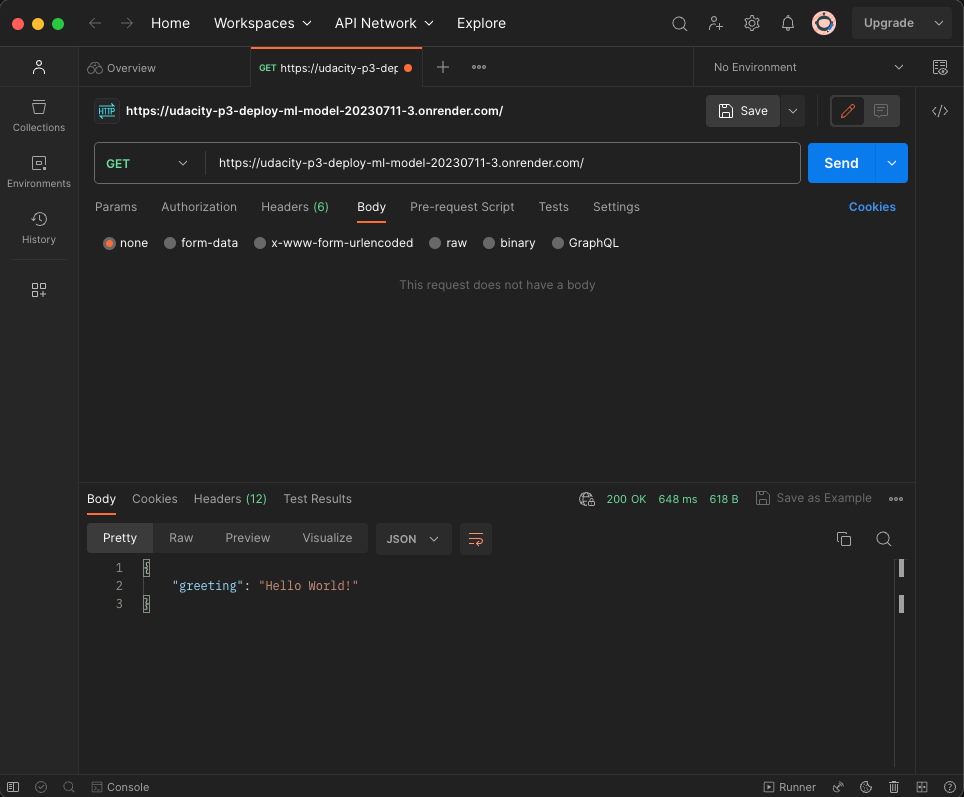 Home Workspaces API Network Explore Upgrade
Overview GET https://udacity-p3-dep No Environment
HTTP https://udacity-p3-deploy-ml-model-20230711-3.onrender.com/ Save
Collections
GET https://udacity-p3-deploy-ml-model-20230711-3.onrender.com/ Send
Environments
Params Authorization Headers (6) Body Pre-request Script Tests Settings Cookies
History
none form-data x-www-form-urlencoded raw binary GraphQL
This request does not have a body
Body Cookies Headers (12) Test Results 200 OK 648 ms 618 B Save as Example
Pretty Raw Preview Visualize JSON
1 {
2 "greeting": "Hello World!"
3 }
Console Runner